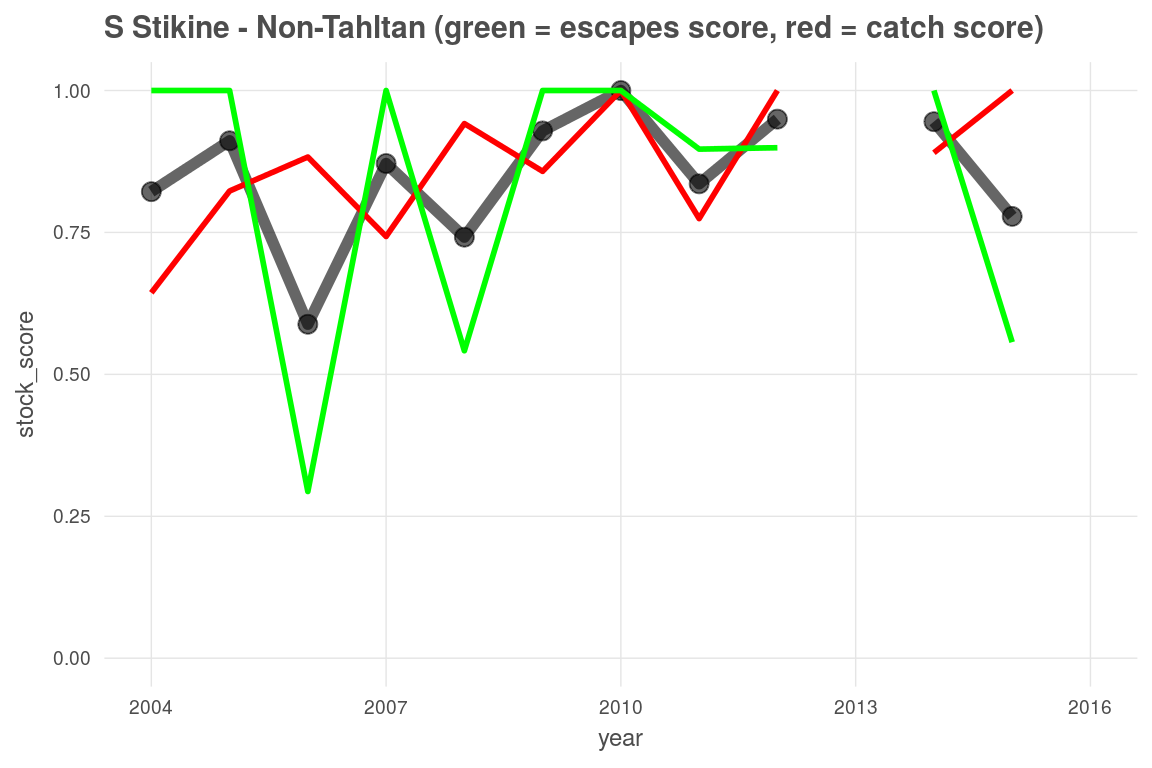 S Stikine - Non-Tahltan (green = escapes score, red = catch score)
1.00
0.75
0.50
0.25
0.00
stock_score
2004 2007 2010 2013 2016
year